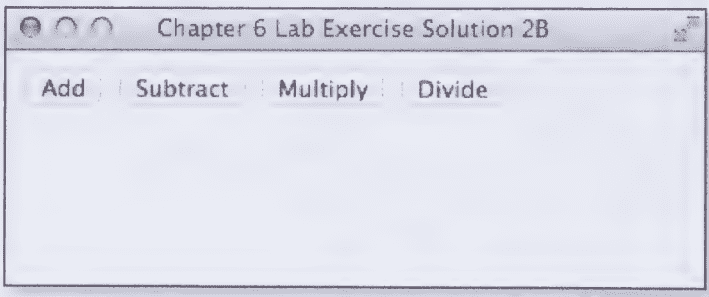 Chapter 6 Lab Exercise Solution 2B
Add Subtract Multiply Divide